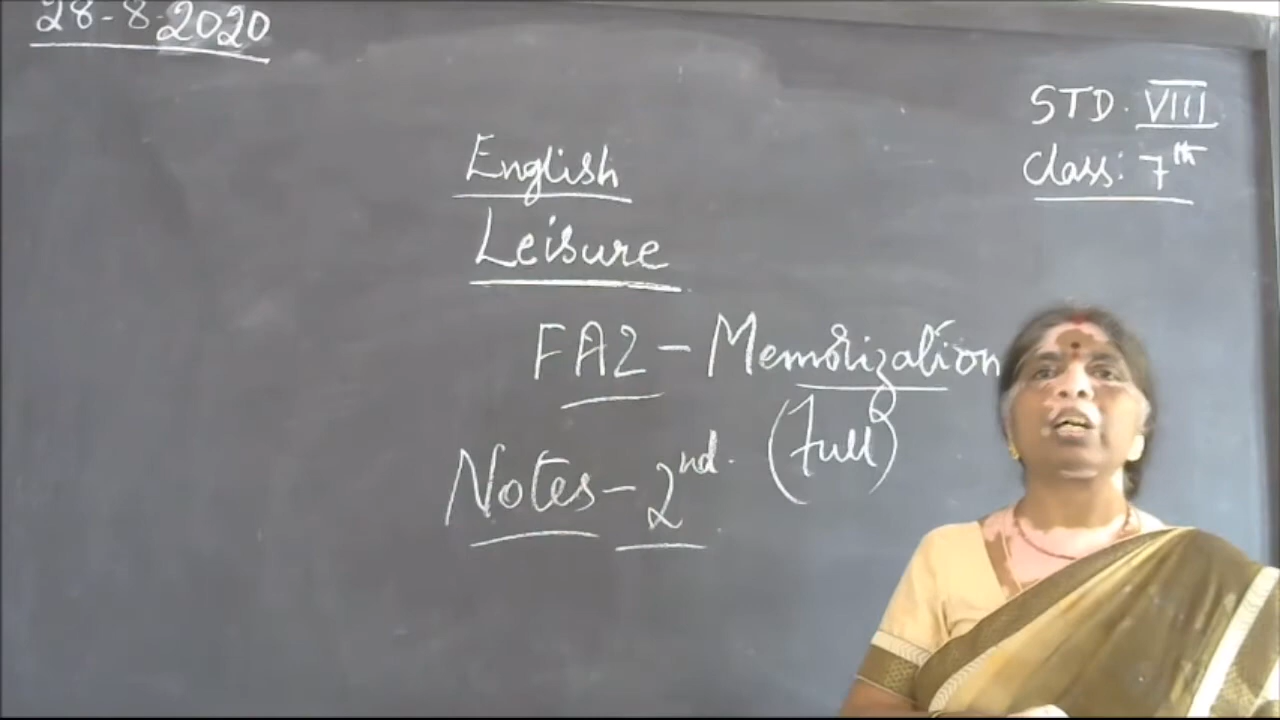 28-8-2020
STD. VIII
Class: 7th
English
Leisure
FA2 - Memorization
(Full)
Notes - 2nd.